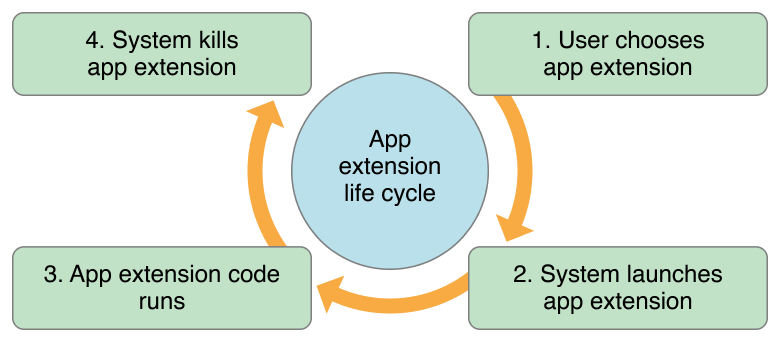 4. System kills
app extension
1. User chooses
app extension
App
extension
life cycle
3. App extension code
runs
2. System launches
app extension